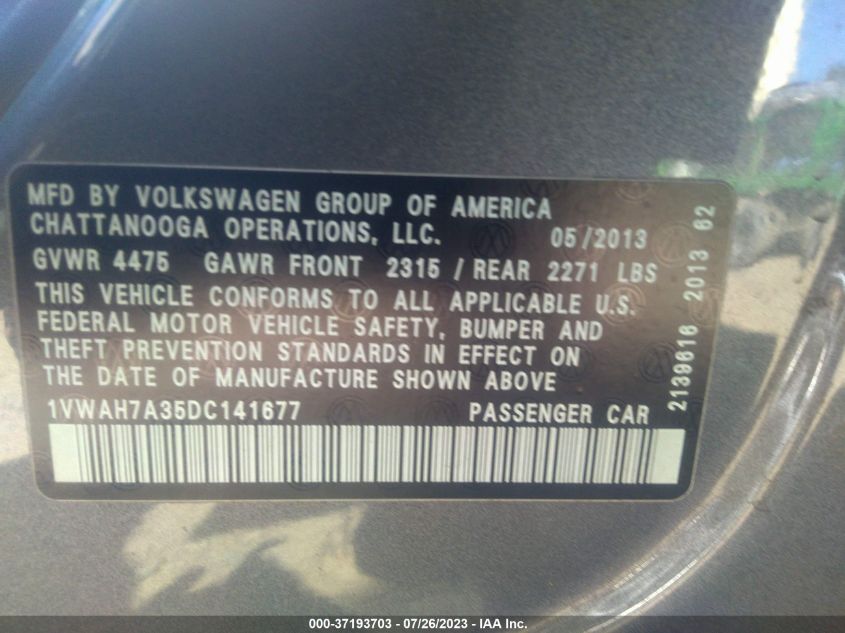 MFD BY VOLKSWAGEN GROUP OF AMERICA
CHATTANOOGA OPERATIONS, LLC. 05/2013
GVWR 4475 GAWR FRONT 2315 / REAR 2271 LBS
THIS VEHICLE CONFORMS TO ALL APPLICABLE U.S.
FEDERAL MOTOR VEHICLE SAFETY, BUMPER AND
THEFT PREVENTION STANDARDS IN EFFECT ON
THE DATE OF MANUFACTURE SHOWN ABOVE
1VWAH7A35DC141677 PASSENGER CAR
2139616 2013 62
000-37193703 - 07/26/2023 - IAA Inc.